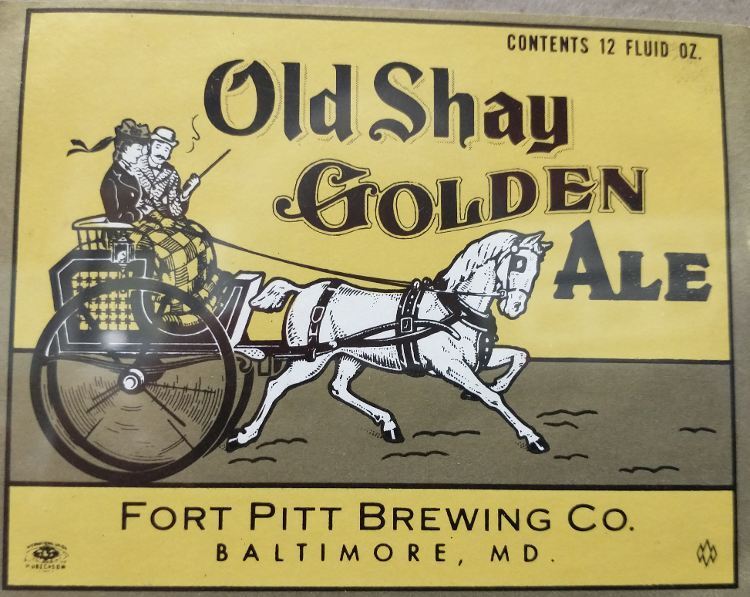 CONTENTS 12 FLUID OZ.
Old Shay
GOLDEN
ALE
FORT PITT BREWING CO.
BALTIMORE, MD.